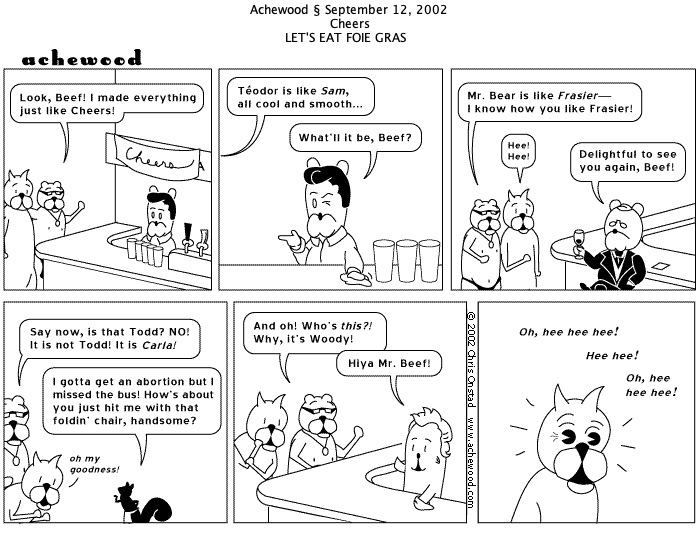 Achewood § September 12, 2002
Cheers
LET'S EAT FOIE GRAS
achewood
Look, Beef! I made everything
just like Cheers!
Cheers
A
Téodor is like Sam,
all cool and smooth...
What'll it be, Beef?
Mr. Bear is like Frasier—
I know how you like Frasier!
Hee!
Hee!
Delightful to see
you again, Beef!
Say now, is that Todd? NO!
It is not Todd! It is Carla!
I gotta get an abortion but I
missed the bus! How's about
you just hit me with that
foldin' chair, handsome?
oh my
goodness!
And oh! Who's this?!
Why, it's Woody!
Hiya Mr. Beef!
© 2002 Chris Onstad www.achewood.com
Oh, hee hee hee!
Hee hee!
Oh, hee
hee hee!